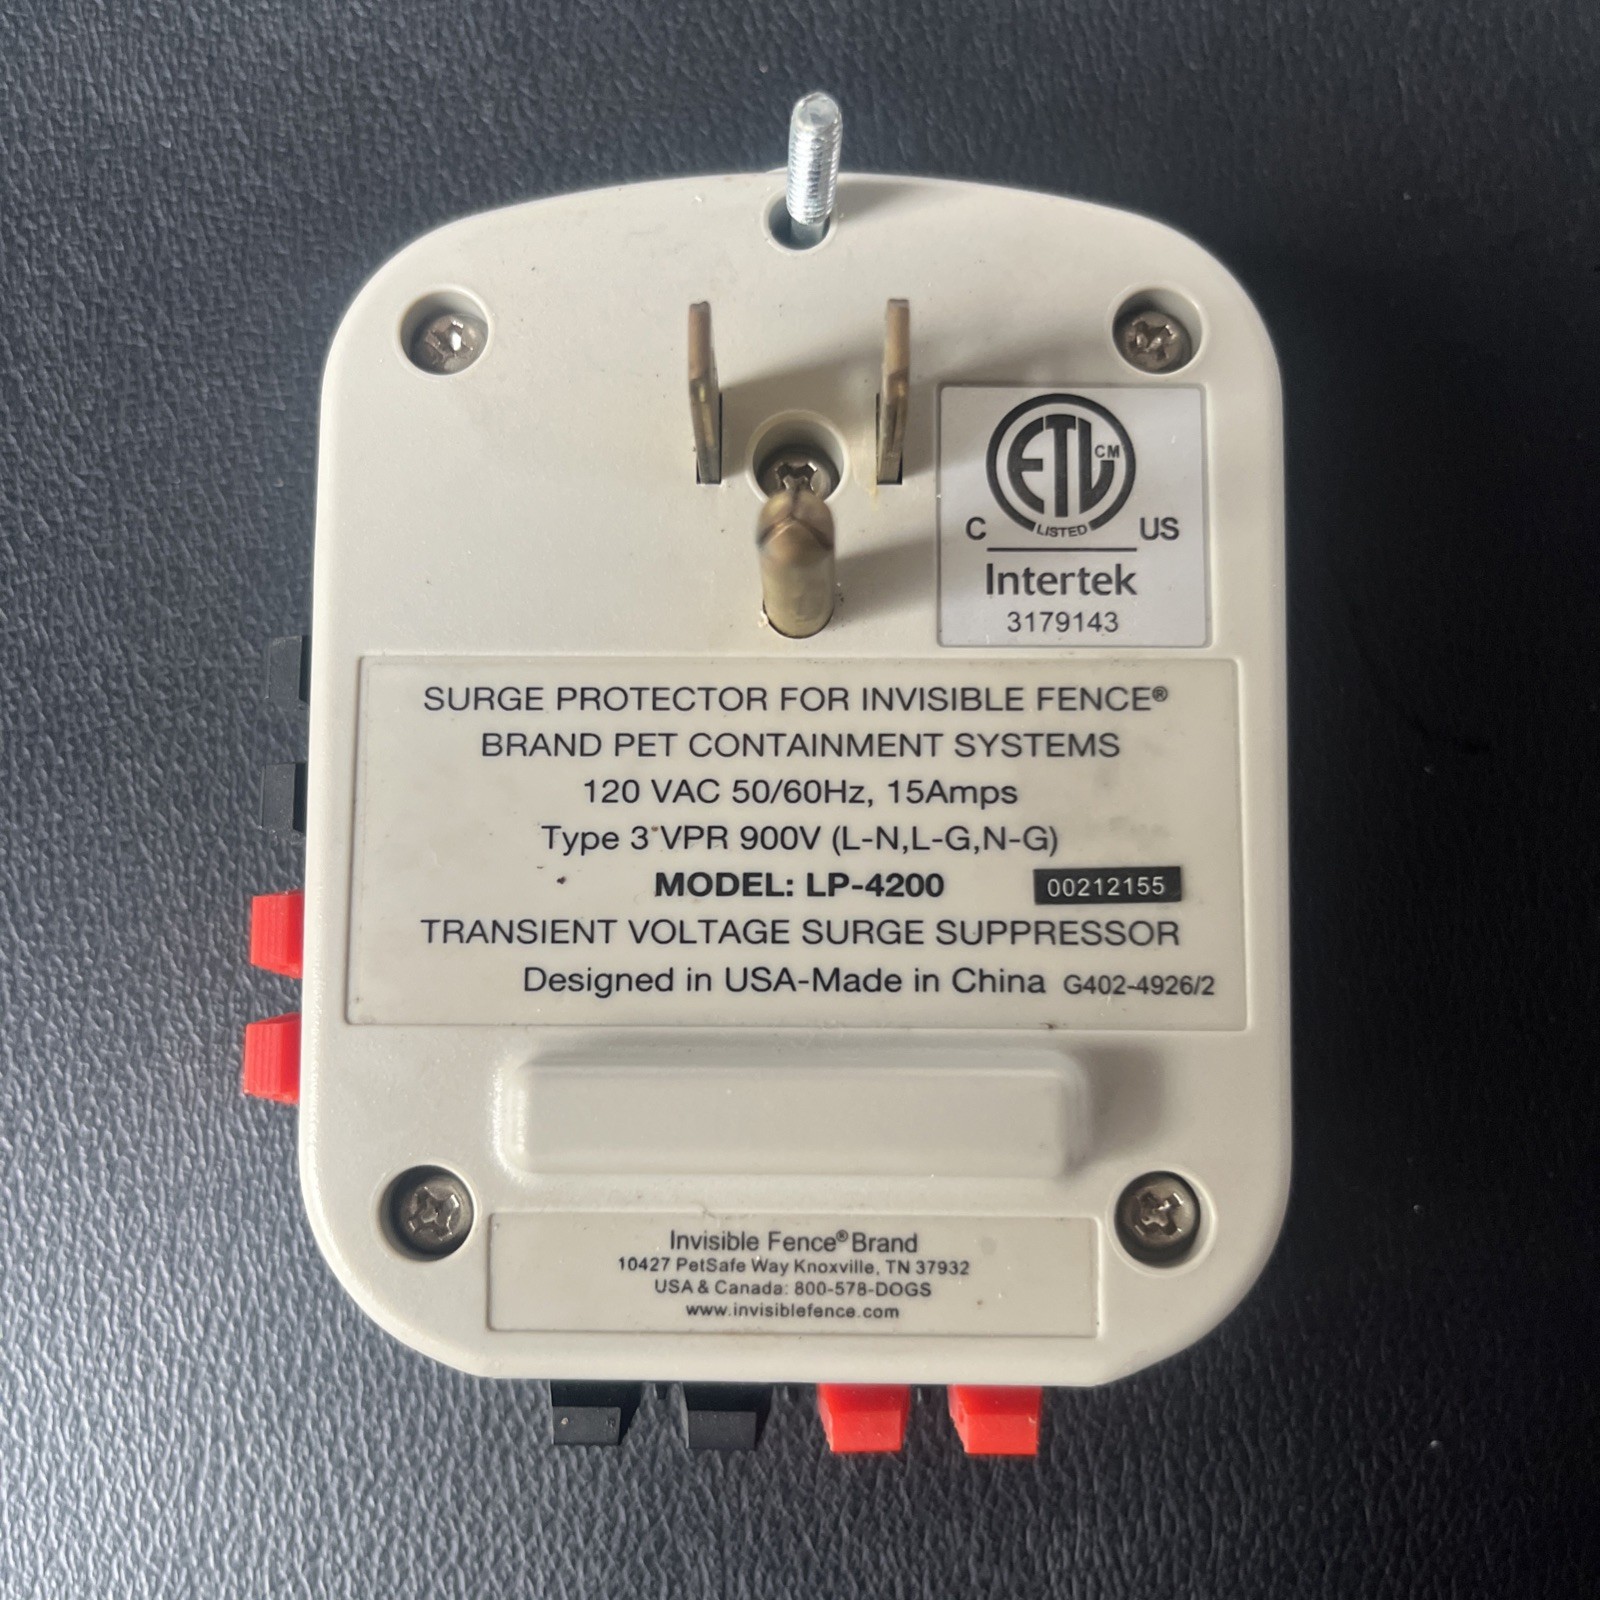 ETL CM
LISTED
C US
Intertek
3179143
SURGE PROTECTOR FOR INVISIBLE FENCE®
BRAND PET CONTAINMENT SYSTEMS
120 VAC 50/60Hz, 15Amps
Type 3 VPR 900V (L-N,L-G,N-G)
MODEL: LP-4200 00212155
TRANSIENT VOLTAGE SURGE SUPPRESSOR
Designed in USA-Made in China G402-4926/2
Invisible Fence® Brand
10427 PetSafe Way Knoxville, TN 37932
USA & Canada: 800-578-DOGS
www.invisiblefence.com